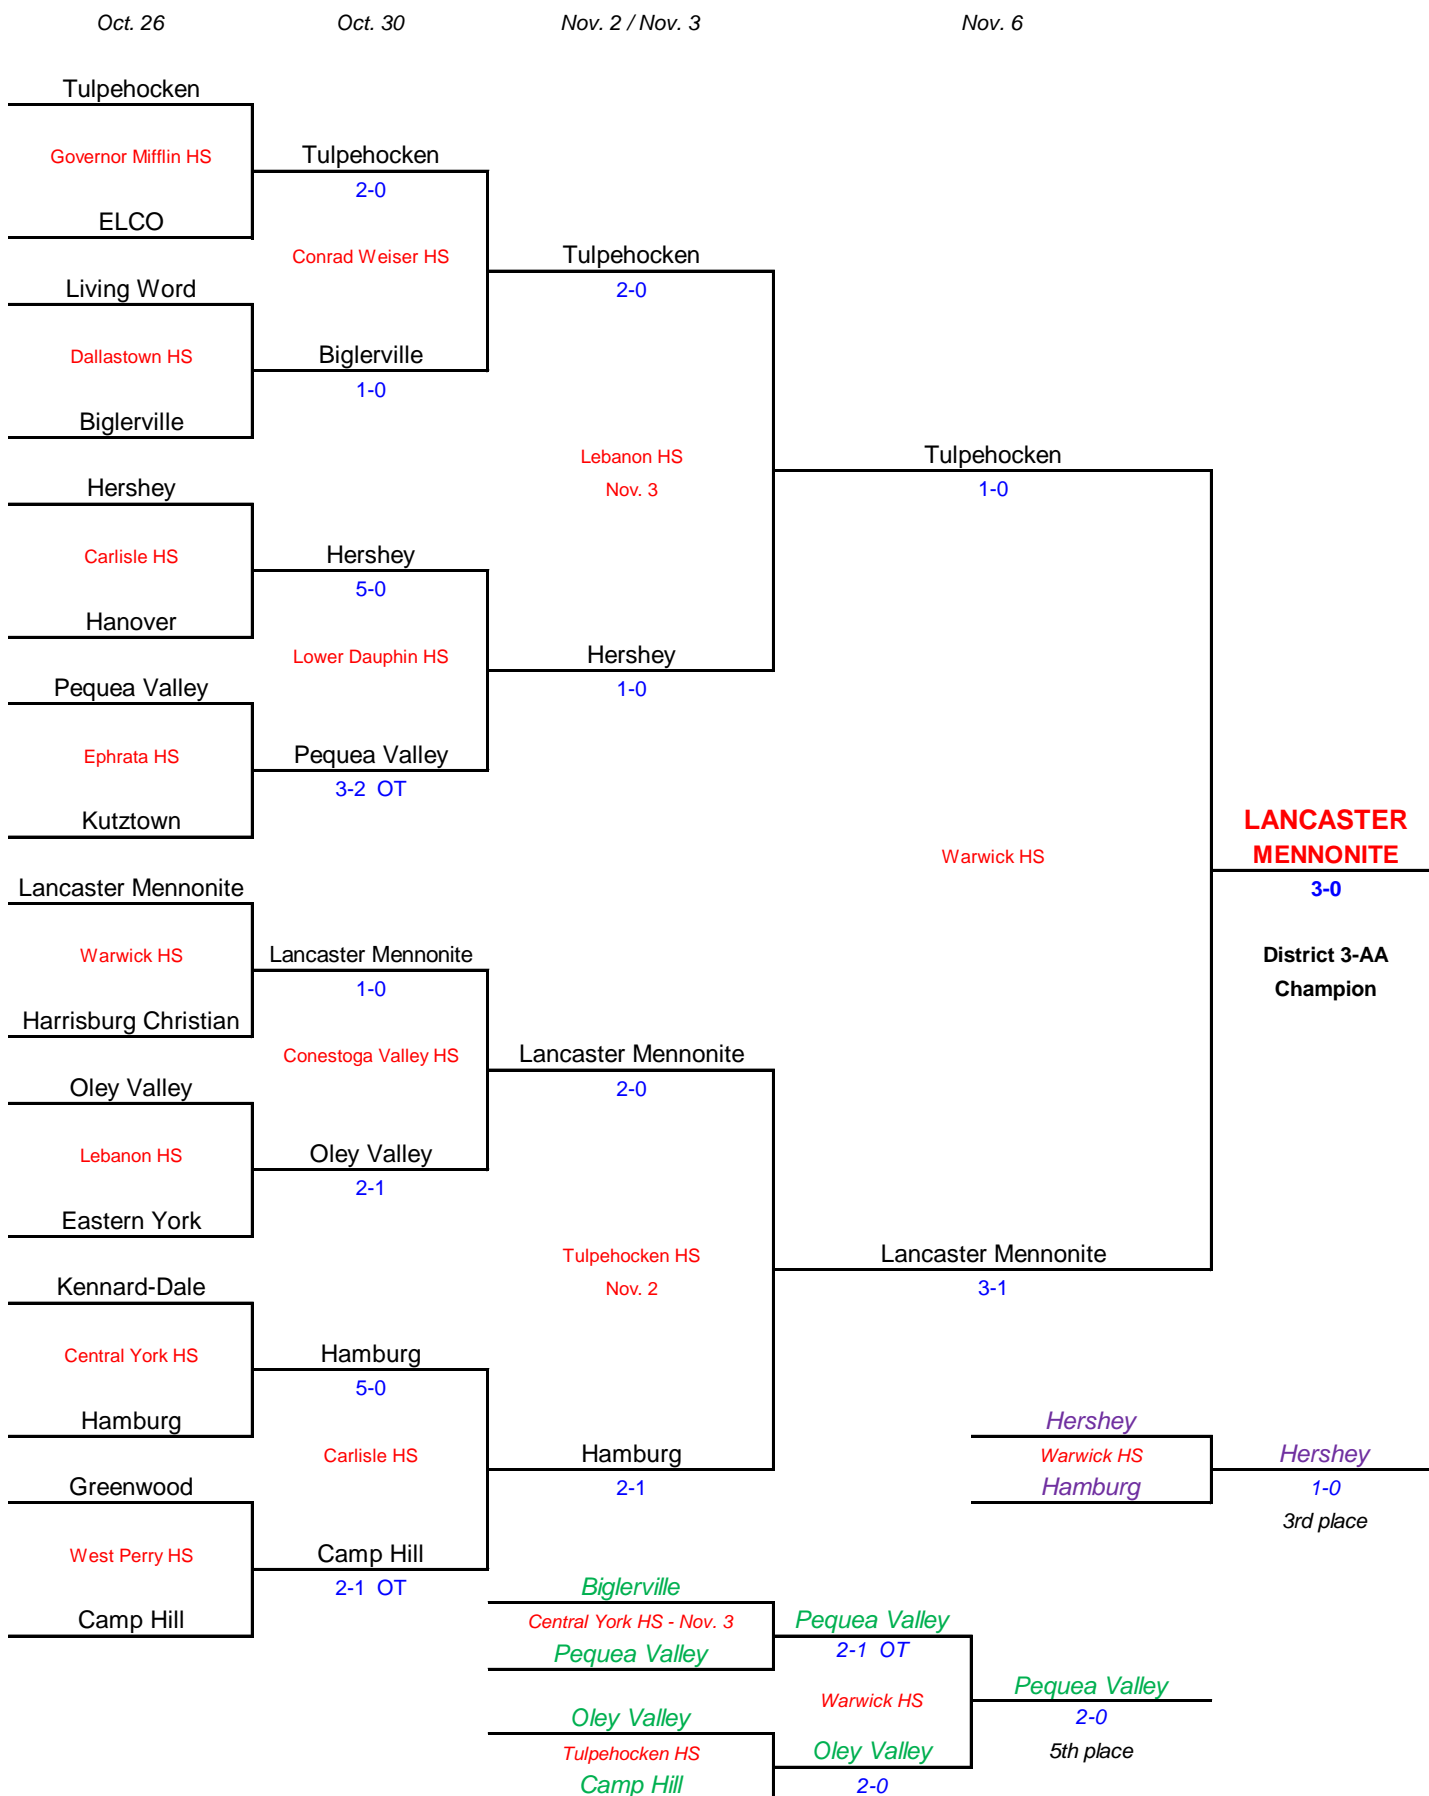 Oct. 26
Oct. 30
Nov. 2 / Nov. 3
Nov. 6
Tulpehocken
Governor Mifflin HS
Tulpehocken
2-0
ELCO
Conrad Weiser HS
Tulpehocken
2-0
Living Word
Dallastown HS
Biglerville
1-0
Biglerville
Lebanon HS
Nov. 3
Tulpehocken
1-0
Hershey
Carlisle HS
Hershey
5-0
Hanover
Lower Dauphin HS
Hershey
1-0
Pequea Valley
Ephrata HS
Pequea Valley
3-2 OT
Kutztown
Warwick HS
LANCASTER
MENNONITE
3-0
District 3-AA
Champion
Lancaster Mennonite
Warwick HS
Lancaster Mennonite
1-0
Harrisburg Christian
Conestoga Valley HS
Lancaster Mennonite
2-0
Oley Valley
Lebanon HS
Oley Valley
2-1
Eastern York
Tulpehocken HS
Nov. 2
Lancaster Mennonite
3-1
Kennard-Dale
Central York HS
Hamburg
5-0
Hamburg
Carlisle HS
Hamburg
2-1
Greenwood
West Perry HS
Camp Hill
2-1 OT
Camp Hill
Hershey
Warwick HS
Hamburg
Hershey
1-0
3rd place
Biglerville
Central York HS - Nov. 3
Pequea Valley
Pequea Valley
2-1 OT
Warwick HS
Pequea Valley
2-0
5th place
Oley Valley
Tulpehocken HS
Camp Hill
Oley Valley
2-0